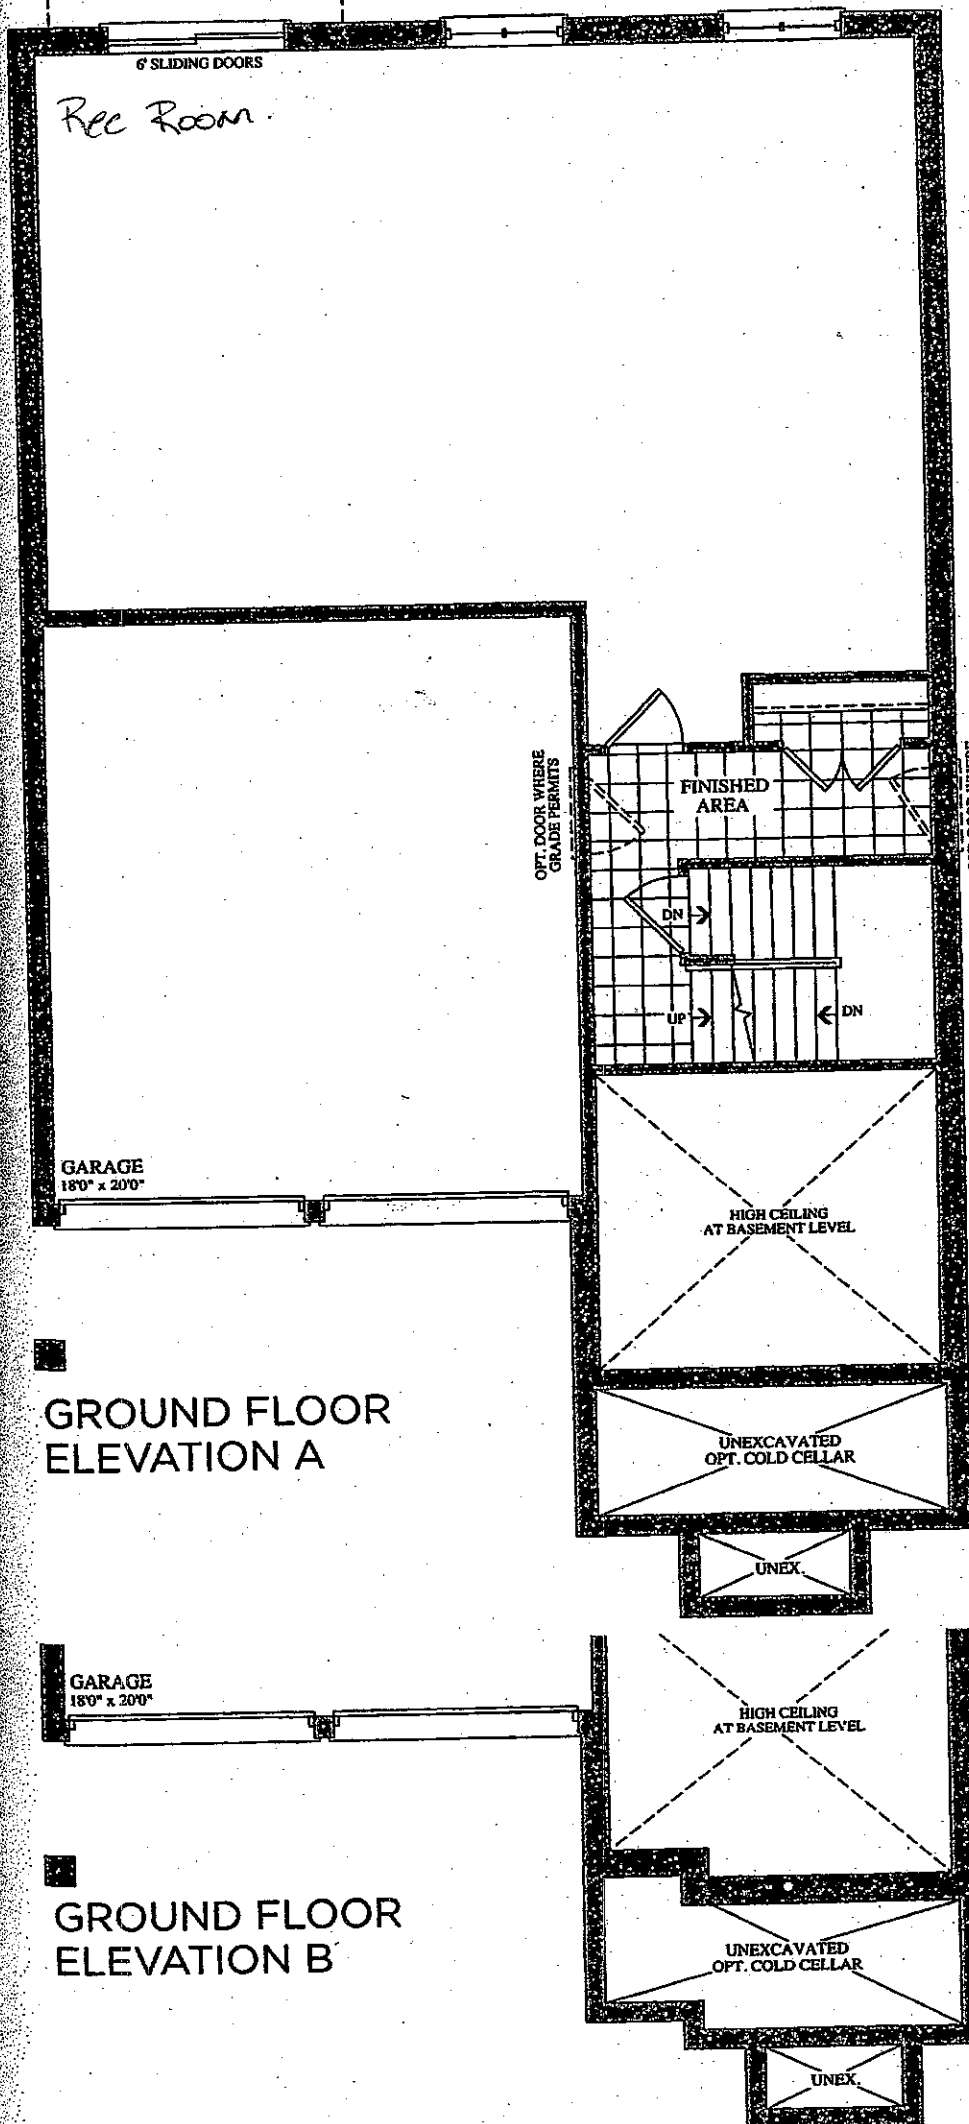 6' SLIDING DOORS
Rec Room.
OPT. DOOR WHERE
GRADE PERMITS
FINISHED
AREA
DN
UP
DN
GARAGE
18'0" x 20'0"
HIGH CEILING
AT BASEMENT LEVEL
GROUND FLOOR
ELEVATION A
UNEXCAVATED
OPT. COLD CELLAR
UNEX.
GARAGE
18'0" x 20'0"
HIGH CEILING
AT BASEMENT LEVEL
GROUND FLOOR
ELEVATION B
UNEXCAVATED
OPT. COLD CELLAR
UNEX.